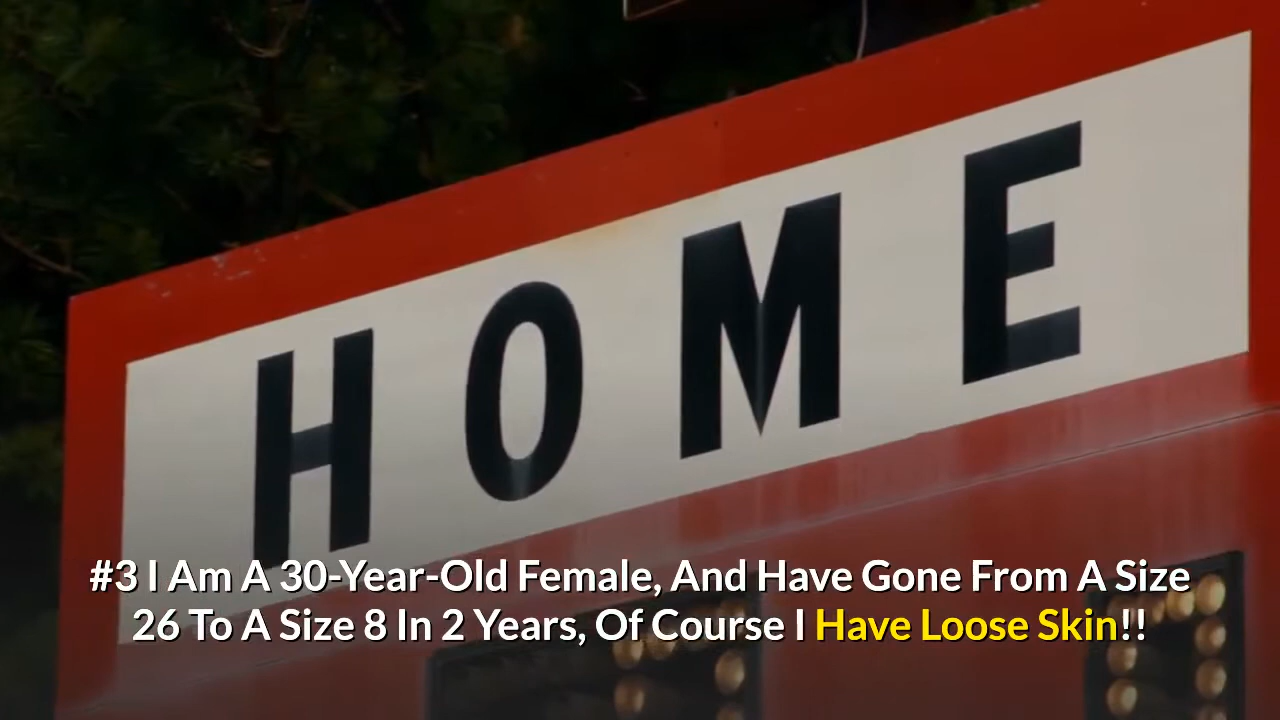 HOME
#3 I Am A 30-Year-Old Female, And Have Gone From A Size
26 To A Size 8 In 2 Years, Of Course I Have Loose Skin!!